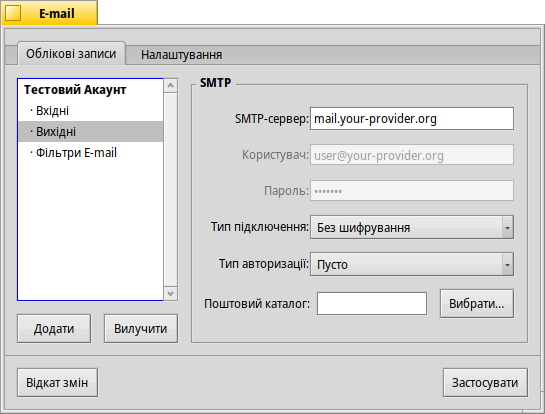 E-mail
Облікові записи
Налаштування
Тестовий Акаунт
· Вхідні
· Вихідні
· Фільтри E-mail
Додати
Вилучити
SMTP
SMTP-сервер: mail.your-provider.org
Користувач: user@your-provider.org
Пароль: •••••••
Тип підключення: Без шифрування
Тип авторизації: Пусто
Поштовий каталог:
Вибрати...
Відкат змін
Застосувати